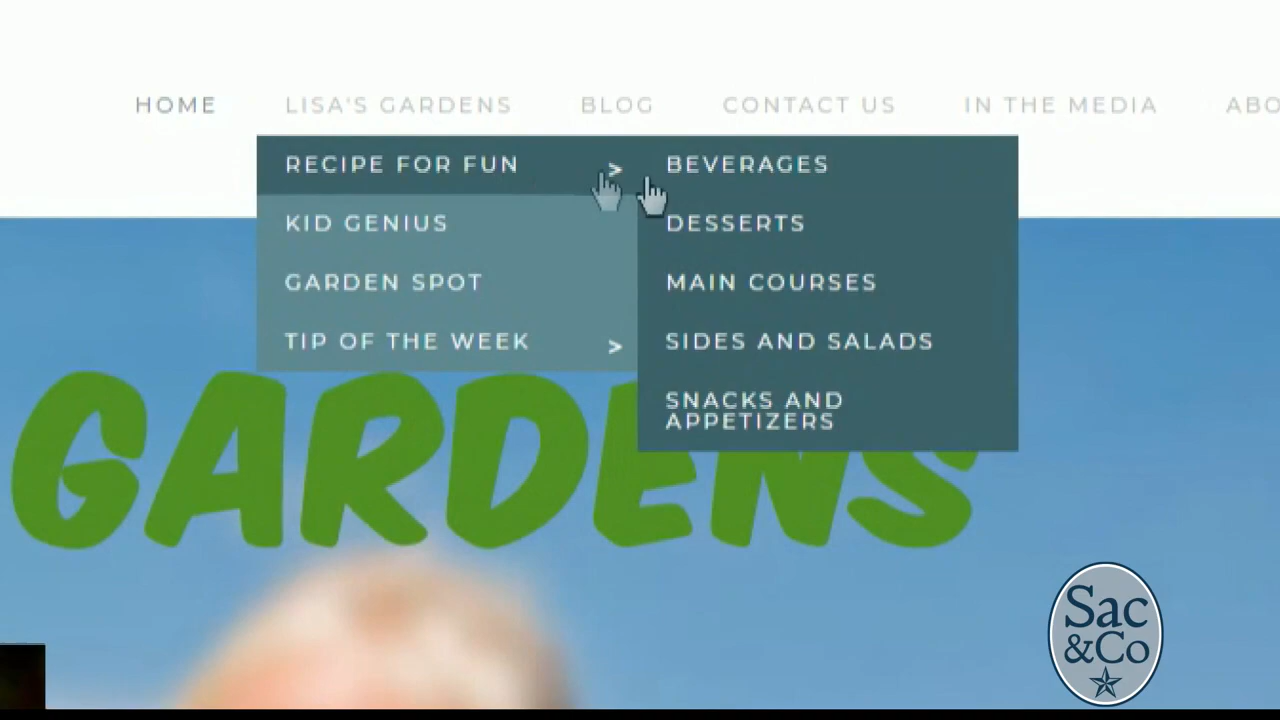 HOME LISA'S GARDENS BLOG CONTACT US IN THE MEDIA ABO
RECIPE FOR FUN >
KID GENIUS
GARDEN SPOT
TIP OF THE WEEK >
BEVERAGES
DESSERTS
MAIN COURSES
SIDES AND SALADS
SNACKS AND
APPETIZERS
GARDENS
Sac
&Co